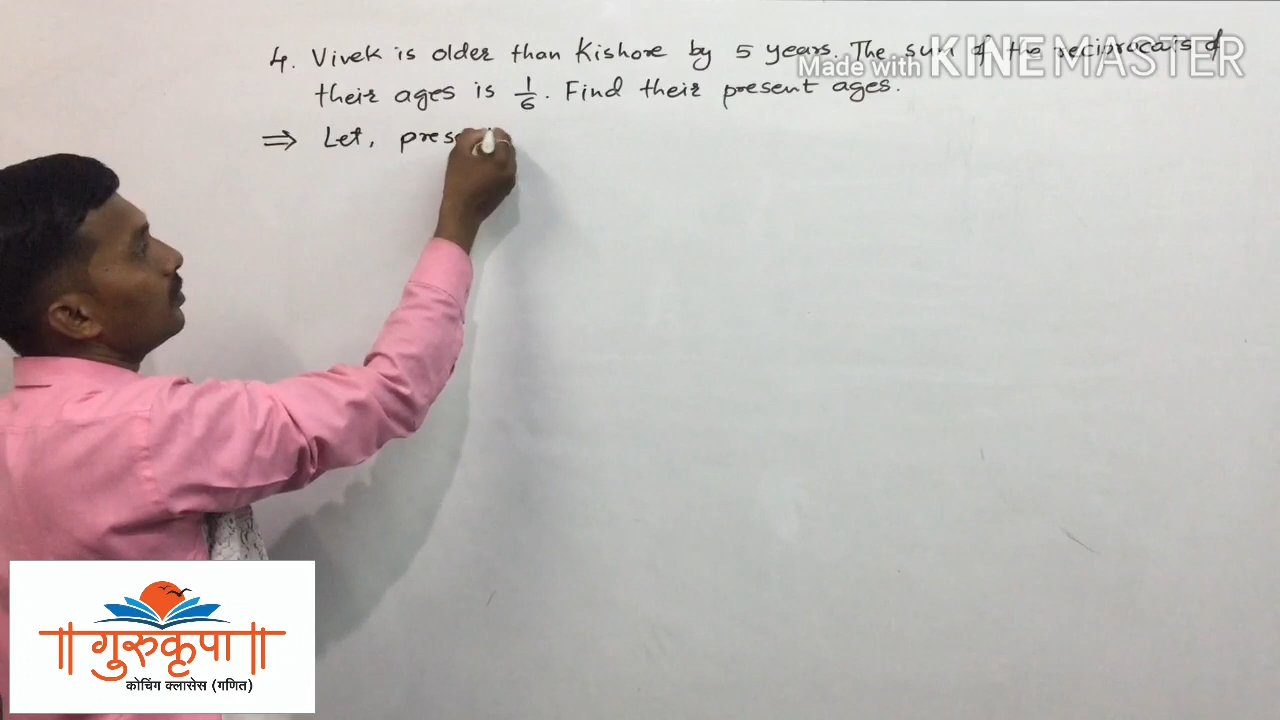 4. Vivek is older than Kishore by 5 years. The sum of the reciprocals of
Made with KINEMASTER
their ages is 1/6. Find their present ages.
⇒ Let, pres
|| गुरुकृपा ||
कोचिंग क्लासेस (गणित)